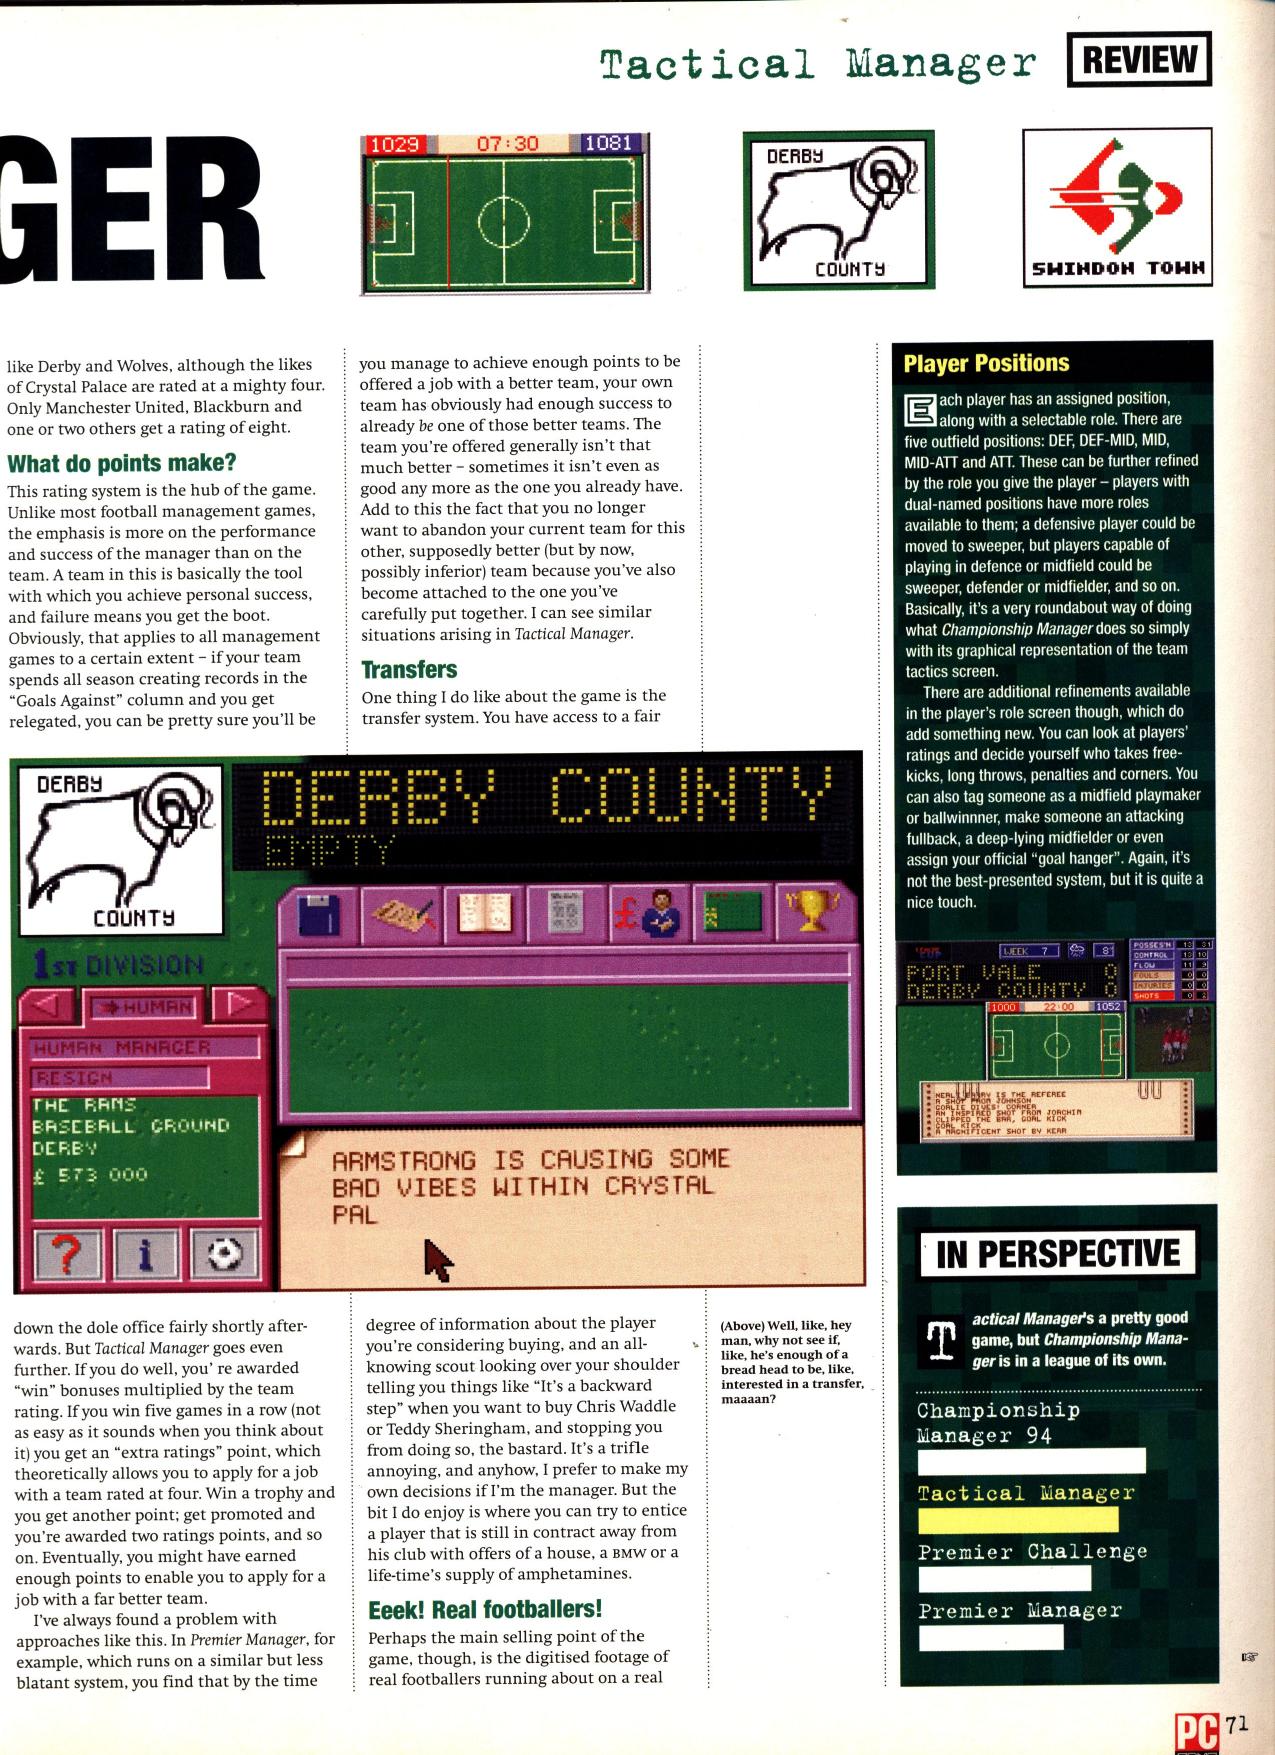 Tactical Manager REVIEW
GER
1029 07:30 1081
DERBY
COUNTY
SWINDON TOWN
like Derby and Wolves, although the likes
of Crystal Palace are rated at a mighty four.
Only Manchester United, Blackburn and
one or two others get a rating of eight.
What do points make?
This rating system is the hub of the game.
Unlike most football management games,
the emphasis is more on the performance
and success of the manager than on the
team. A team in this is basically the tool
with which you achieve personal success,
and failure means you get the boot.
Obviously, that applies to all management
games to a certain extent – if your team
spends all season creating records in the
“Goals Against” column and you get
relegated, you can be pretty sure you’ll be
down the dole office fairly shortly after-
wards. But Tactical Manager goes even
further. If you do well, you’ re awarded
“win” bonuses multiplied by the team
rating. If you win five games in a row (not
as easy as it sounds when you think about
it) you get an “extra ratings” point, which
theoretically allows you to apply for a job
with a team rated at four. Win a trophy and
you get another point; get promoted and
you’re awarded two ratings points, and so
on. Eventually, you might have earned
enough points to enable you to apply for a
job with a far better team.
I’ve always found a problem with
approaches like this. In Premier Manager, for
example, which runs on a similar but less
blatant system, you find that by the time
you manage to achieve enough points to be
offered a job with a better team, your own
team has obviously had enough success to
already be one of those better teams. The
team you’re offered generally isn’t that
much better – sometimes it isn’t even as
good any more as the one you already have.
Add to this the fact that you no longer
want to abandon your current team for this
other, supposedly better (but by now,
possibly inferior) team because you’ve also
become attached to the one you’ve
carefully put together. I can see similar
situations arising in Tactical Manager.
Transfers
One thing I do like about the game is the
transfer system. You have access to a fair
degree of information about the player
you’re considering buying, and an all-
knowing scout looking over your shoulder
telling you things like “It’s a backward
step” when you want to buy Chris Waddle
or Teddy Sheringham, and stopping you
from doing so, the bastard. It’s a trifle
annoying, and anyhow, I prefer to make my
own decisions if I’m the manager. But the
bit I do enjoy is where you can try to entice
a player that is still in contract away from
his club with offers of a house, a BMW or a
life-time’s supply of amphetamines.
Eeek! Real footballers!
Perhaps the main selling point of the
game, though, is the digitised footage of
real footballers running about on a real
DERBY
COUNTY
DERBY COUNTY
EMPTY
1ST DIVISION
HUMAN
HUMAN MANAGER
RESIGN
THE RAMS
BASEBALL GROUND
DERBY
£ 573 000
ARMSTRONG IS CAUSING SOME
BAD VIBES WITHIN CRYSTAL
PAL
(Above) Well, like, hey
man, why not see if,
like, he’s enough of a
bread head to be, like,
interested in a transfer,
maaaan?
Player Positions
Each player has an assigned position,
along with a selectable role. There are
five outfield positions: DEF, DEF-MID, MID,
MID-ATT and ATT. These can be further refined
by the role you give the player – players with
dual-named positions have more roles
available to them; a defensive player could be
moved to sweeper, but players capable of
playing in defence or midfield could be
sweeper, defender or midfielder, and so on.
Basically, it’s a very roundabout way of doing
what Championship Manager does so simply
with its graphical representation of the team
tactics screen.
There are additional refinements available
in the player’s role screen though, which do
add something new. You can look at players’
ratings and decide yourself who takes free-
kicks, long throws, penalties and corners. You
can also tag someone as a midfield playmaker
or ballwinnner, make someone an attacking
fullback, a deep-lying midfielder or even
assign your official “goal hanger”. Again, it’s
not the best-presented system, but it is quite a
nice touch.
WEEK 7
PORT VALE 0
DERBY COUNTY 0
POSSES'N
CONTROL
FLOW
FOULS
INJURIES
SHOTS
1000 22:00 1052
IS THE REFEREE
A SHOT FROM JOHNSON
GOALIE DIVES! CORNER
AN INSPIRED SHOT FROM JOACHIM
CLIPPED THE BAR, GOAL KICK
GOAL KICK
A MAGNIFICENT SHOT BY KERR
IN PERSPECTIVE
Tactical Manager’s a pretty good
game, but Championship Mana-
ger is in a league of its own.
Championship
Manager 94
Tactical Manager
Premier Challenge
Premier Manager
PC 71